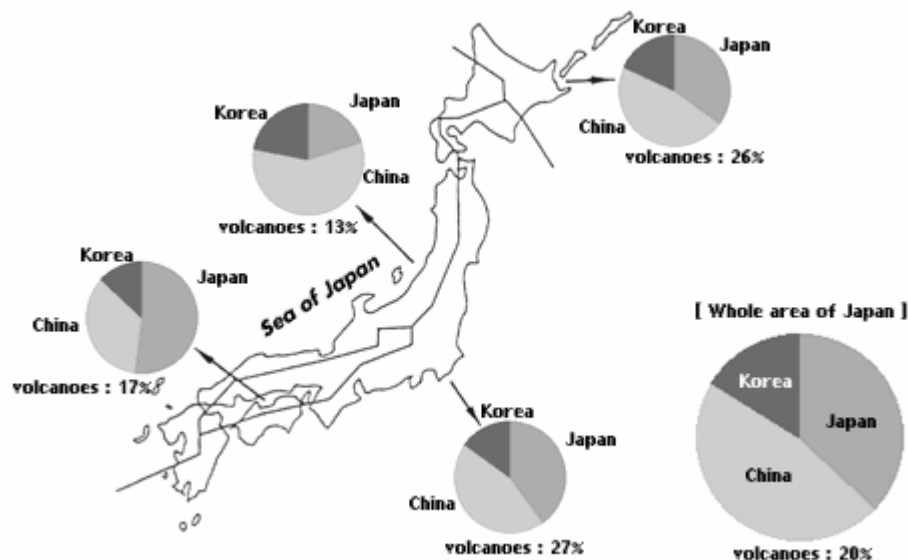 Korea
Japan
China
volcanoes : 26%
Korea
Japan
China
volcanoes : 13%
Sea of Japan
Korea
Japan
China
volcanoes : 17%
[ Whole area of Japan ]
Korea
Japan
China
volcanoes : 20%
Korea
Japan
China
volcanoes : 27%